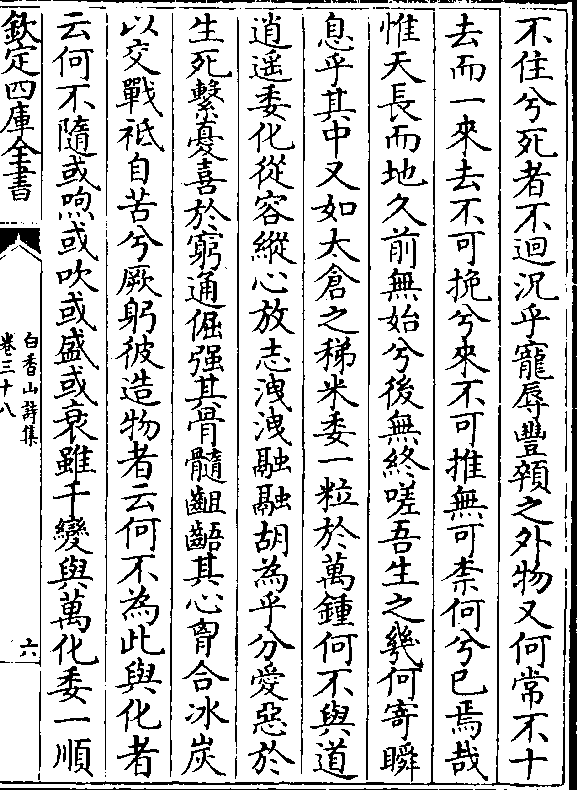 不住兮死者不迴况乎寵辱豐顇之外物又何常不十
去而一來去不可挽兮來不可推無可柰何兮已焉哉
惟天長而地久前無始兮後無終嗟吾生之幾何寄瞬
息乎其中又如太倉之稊米委一粒於萬鍾何不與道
逍遥委化從容縱心放志洩洩融融胡為乎分愛惡於
生死繫憂喜於窮通倔强其骨髓齟齬其心胷合冰炭
以交戰祇自苦兮厥躬彼造物者云何不為此與化者
云何不隨或呴或吹或盛或衰雖千變與萬化委一順
欽定四庫全書
白香山詩集
卷三十八
六